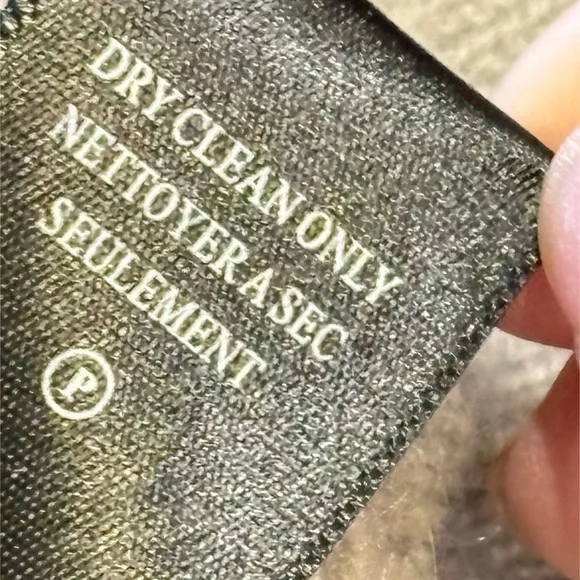 DRY CLEAN ONLY
NETTOYER A SEC
SEULEMENT
P